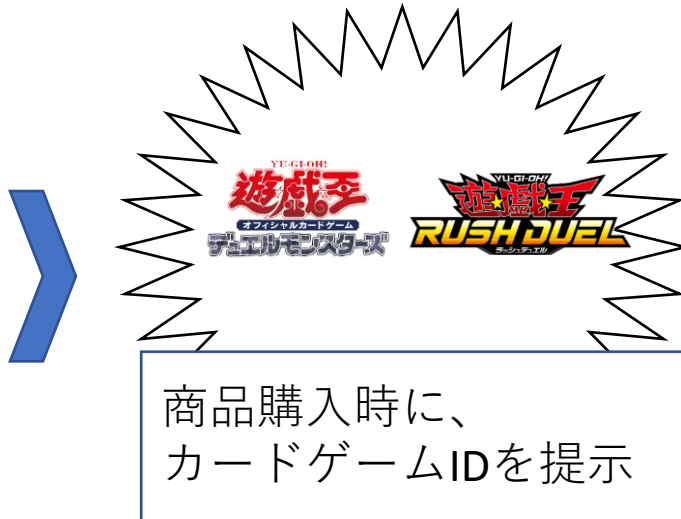 YU-GI-OH!
遊戯王
オフィシャルカードゲーム
デュエルモンスターズ
YU-GI-OH!
遊☆戯☆王
RUSH DUEL
ラッシュデュエル
商品購入時に、
カードゲームIDを提示